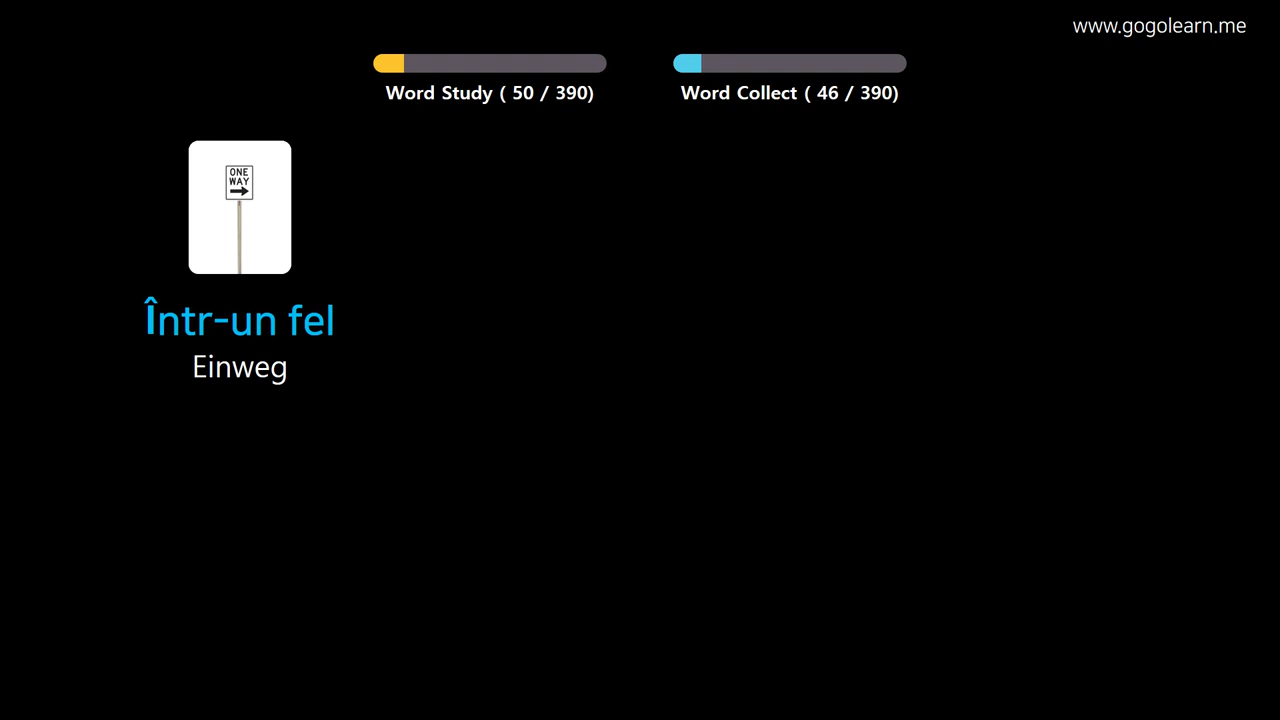 www.gogolearn.me
Word Study ( 50 / 390)
Word Collect ( 46 / 390)
ONE
WAY
Într-un fel
Einweg